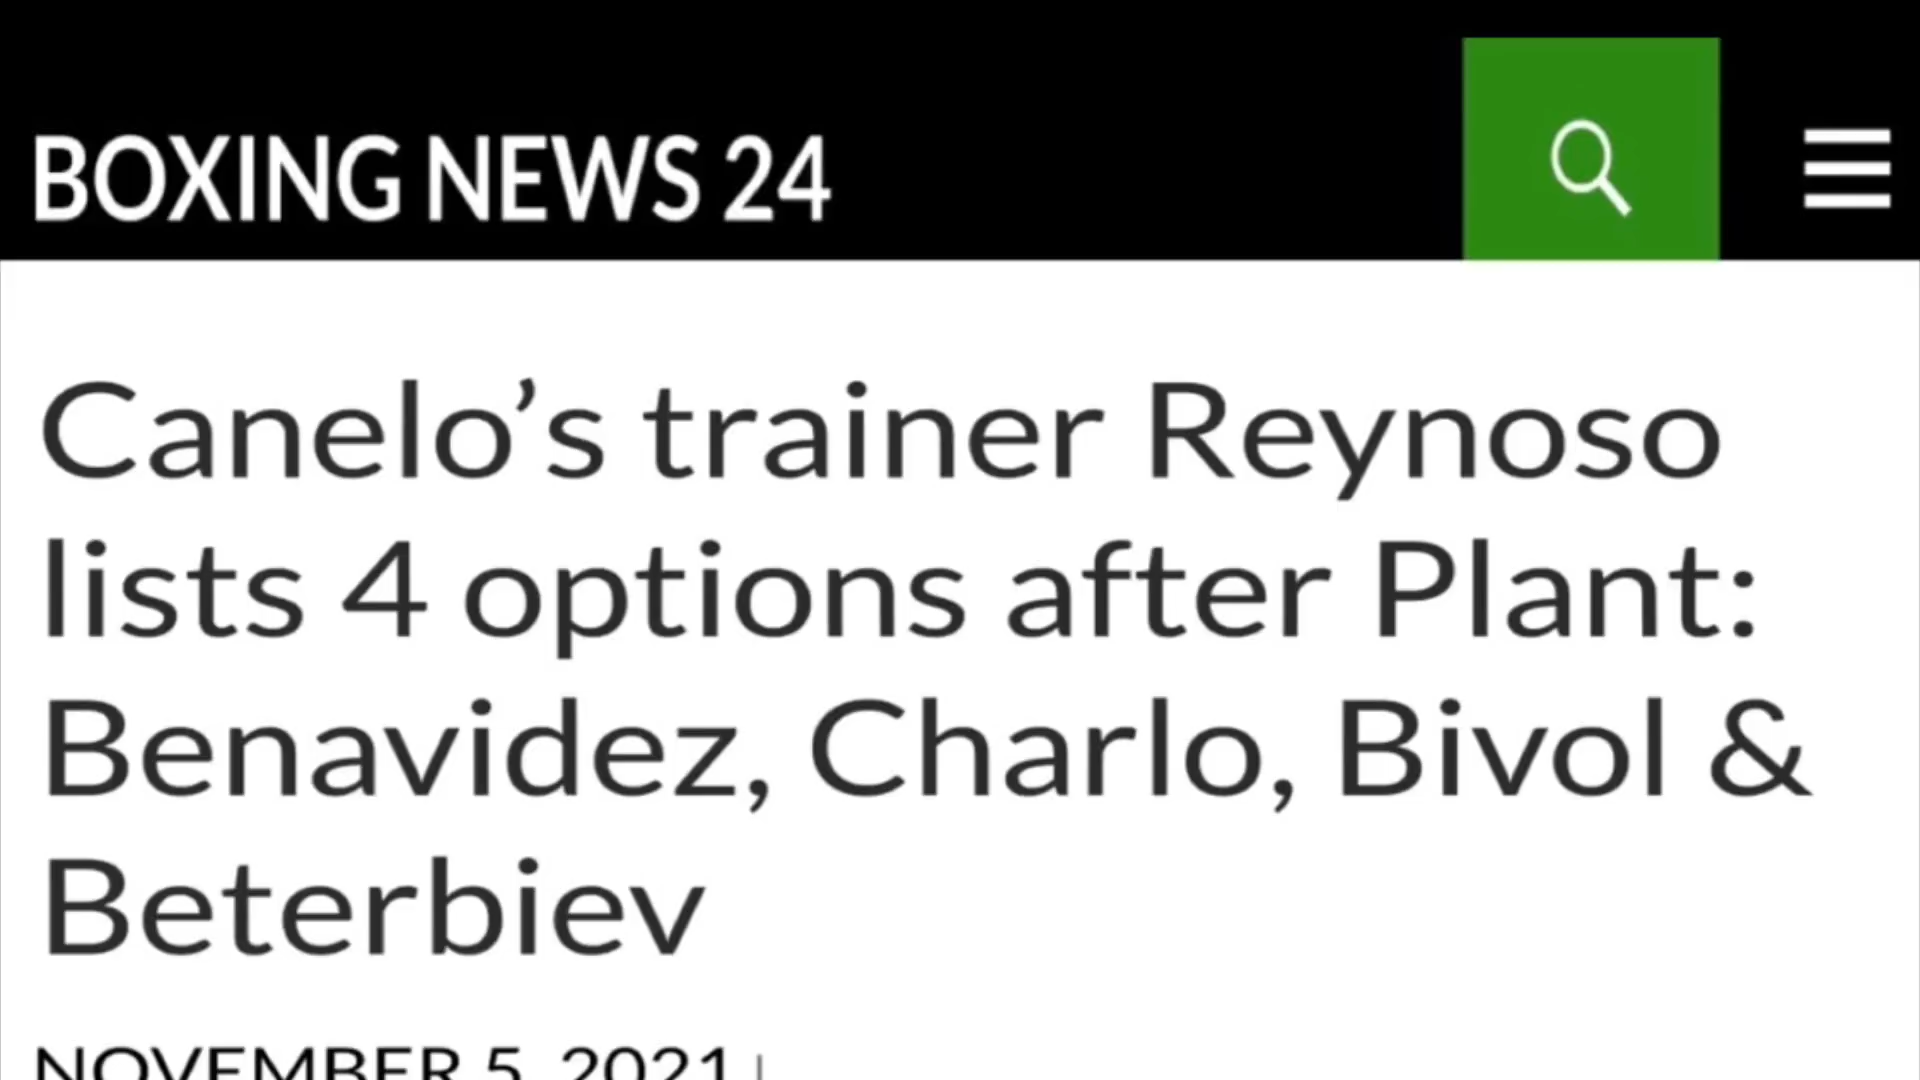 BOXING NEWS 24
Canelo’s trainer Reynoso
lists 4 options after Plant:
Benavidez, Charlo, Bivol &
Beterbiev
NOVEMBER 5, 2021 |